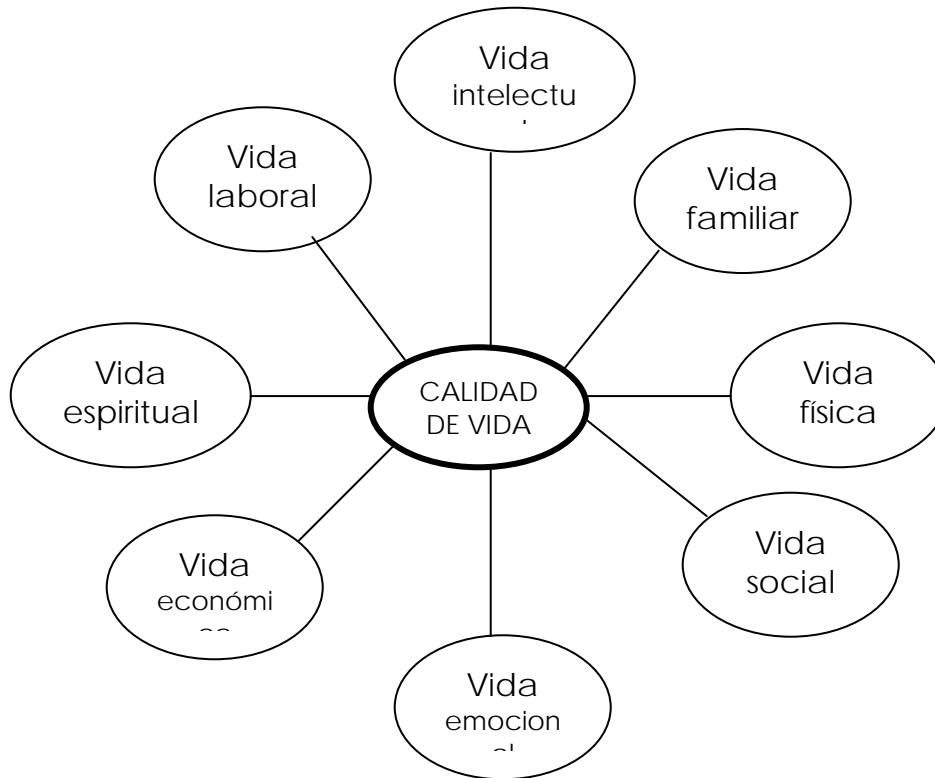 Vida
intelectu
Vida
laboral
Vida
familiar
Vida
espiritual
CALIDAD
DE VIDA
Vida
física
Vida
económi
Vida
social
Vida
emocion